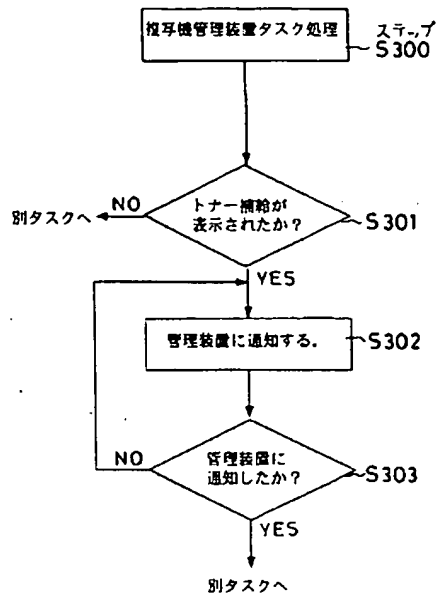 複写機管理装置タスク処理
ステップ
S300
トナー補給が
表示されたか？
NO
別タスクへ
S301
YES
管理装置に通知する。
S302
管理装置に
通知したか？
NO
S303
YES
別タスクへ